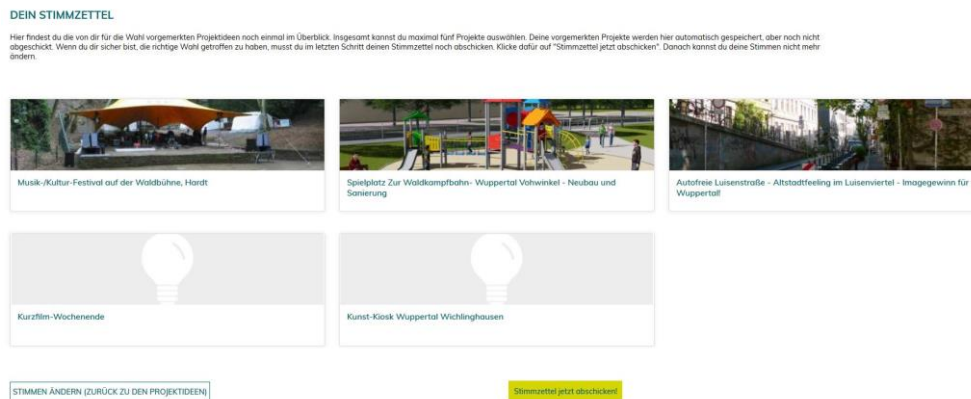 DEIN STIMMZETTEL
Hier findest du die von dir für die Wahl vorgemerkten Projektideen noch einmal im Überblick. Insgesamt kannst du maximal fünf Projekte auswählen. Deine vorgemerkten Projekte werden hier automatisch gespeichert, aber noch nicht
abgeschickt. Wenn du dir sicher bist, die richtige Wahl getroffen zu haben, musst du im letzten Schritt deinen Stimmzettel noch abschicken. Klicke dafür auf "Stimmzettel jetzt abschicken". Danach kannst du deine Stimmen nicht mehr
ändern.
Musik-/Kultur-Festival auf der Waldbühne, Hardt
Spielplatz Zur Waldkampfbahn- Wuppertal Vohwinkel - Neubau und
Sanierung
Autofreie Luisenstraße - Altstadtfeeling im Luisenviertel - Imagegewinn für
Wuppertal!
Kurzfilm-Wochenende
Kunst-Kiosk Wuppertal Wichlinghausen
STIMMEN ÄNDERN (ZURÜCK ZU DEN PROJEKTIDEEN)
Stimmzettel jetzt abschicken!